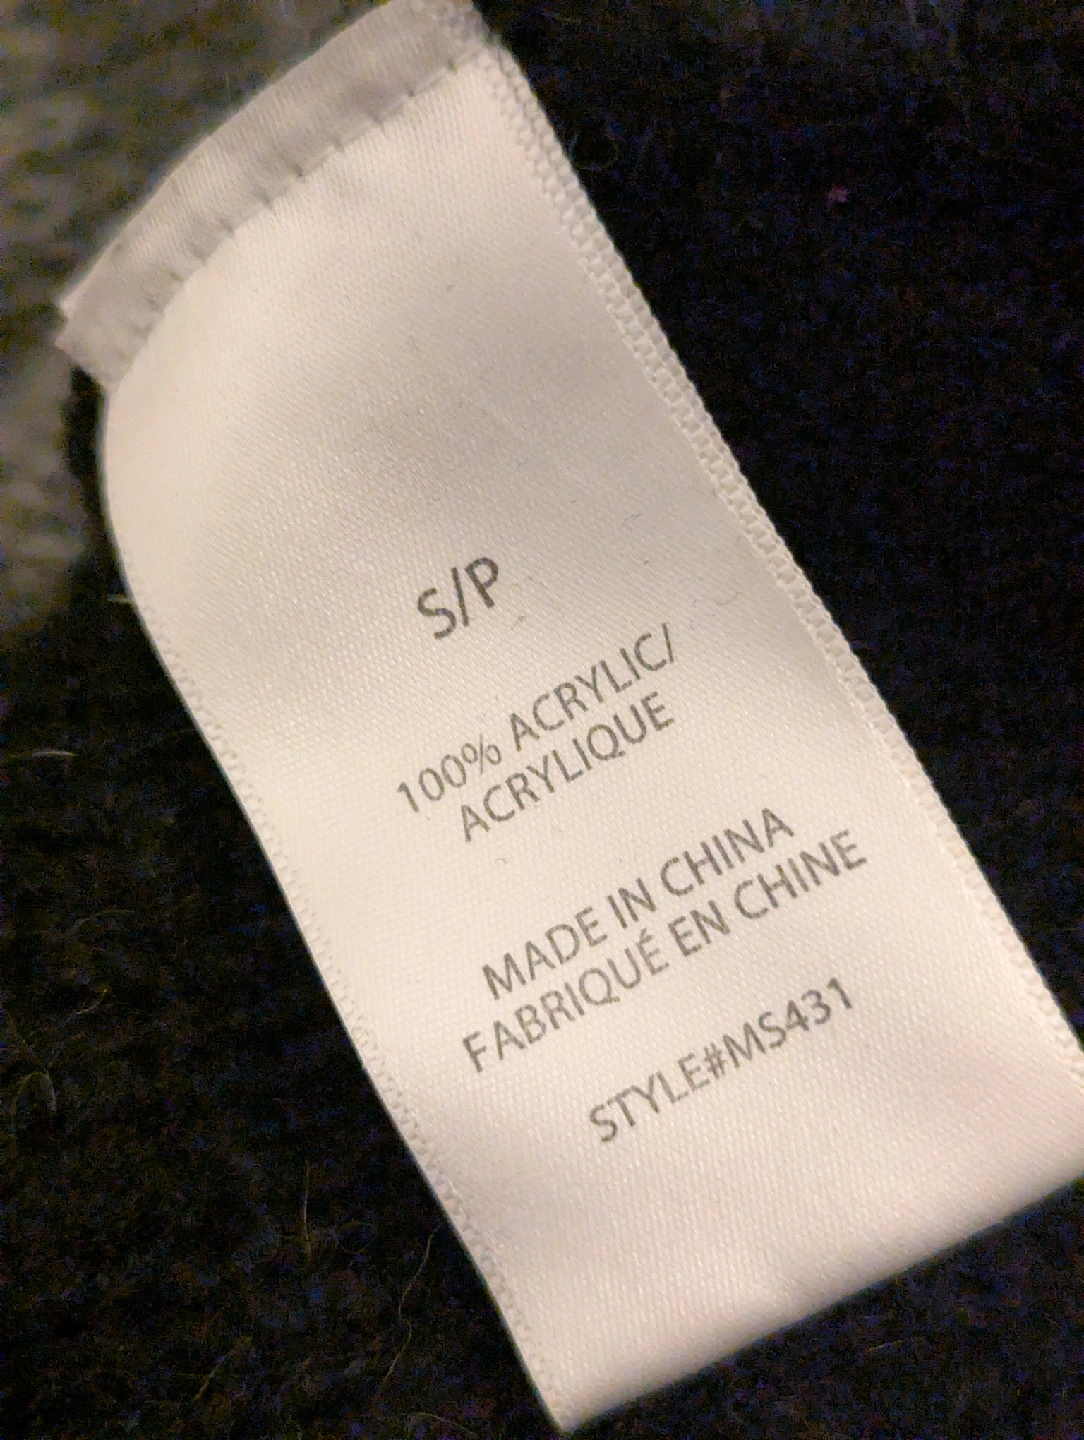 S/P
100% ACRYLIC/
ACRYLIQUE
MADE IN CHINA
FABRIQUÉ EN CHINE
STYLE#MS431